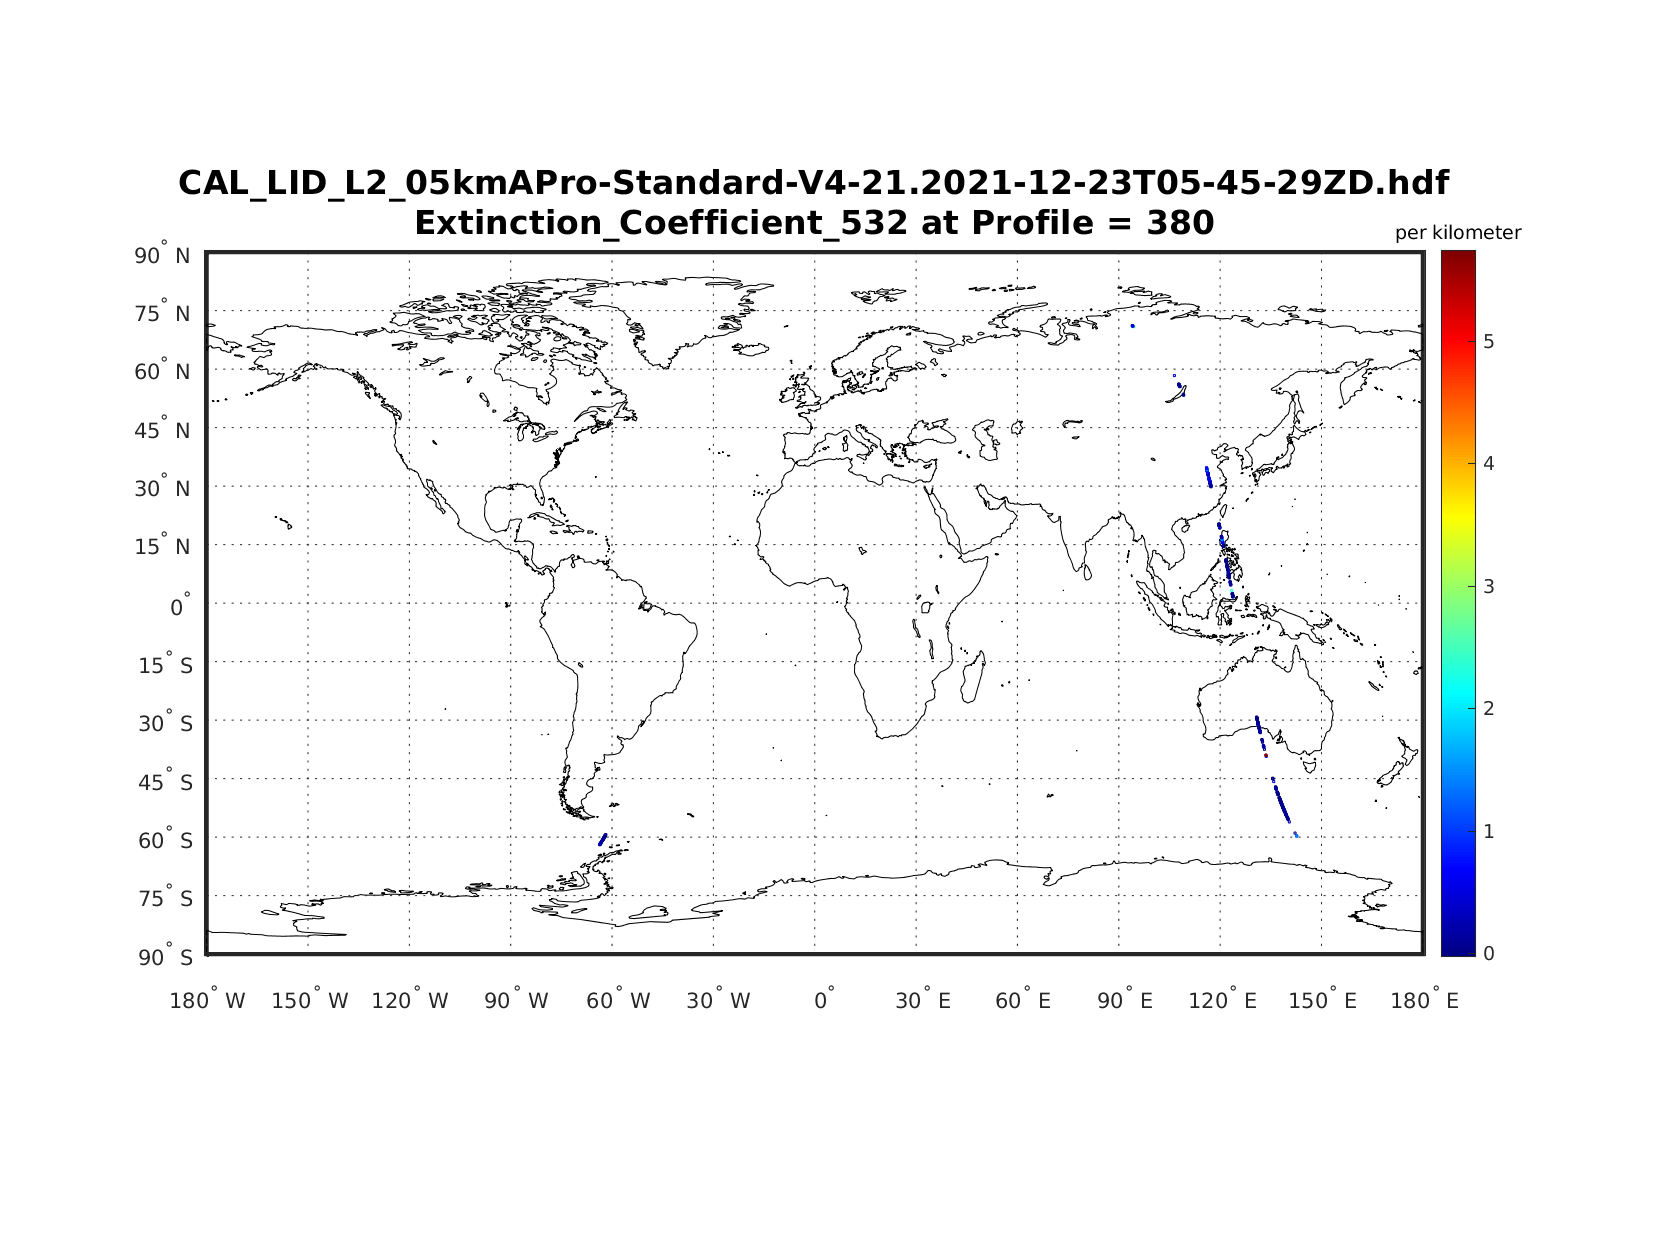 CAL_LID_L2_05kmAPro-Standard-V4-21.2021-12-23T05-45-29ZD.hdf
Extinction_Coefficient_532 at Profile = 380
per kilometer
90° N
75° N
60° N
45° N
30° N
15° N
0°
15° S
30° S
45° S
60° S
75° S
90° S
5
4
3
2
1
0
180° W 150° W 120° W 90° W 60° W 30° W 0° 30° E 60° E 90° E 120° E 150° E 180° E